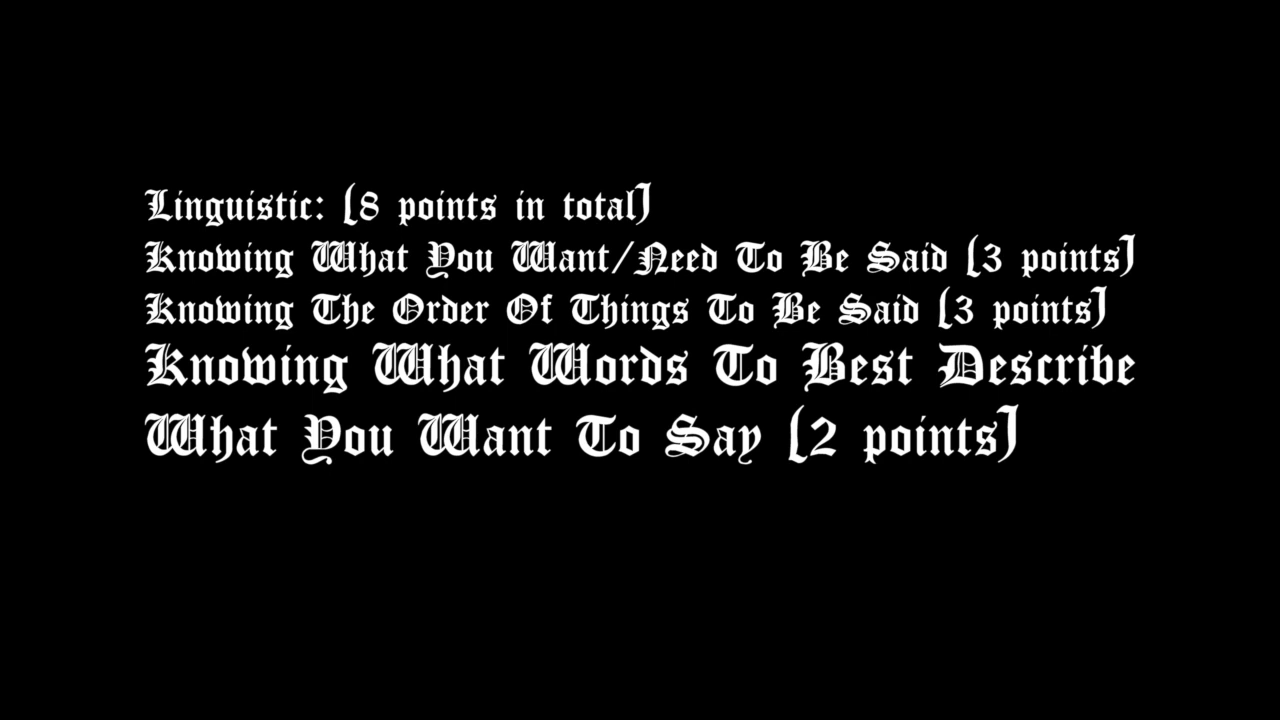 Linguistic: (8 points in total)
Knowing What You Want/Need To Be Said (3 points)
Knowing The Order Of Things To Be Said (3 points)
Knowing What Words To Best Describe
What You Want To Say (2 points)